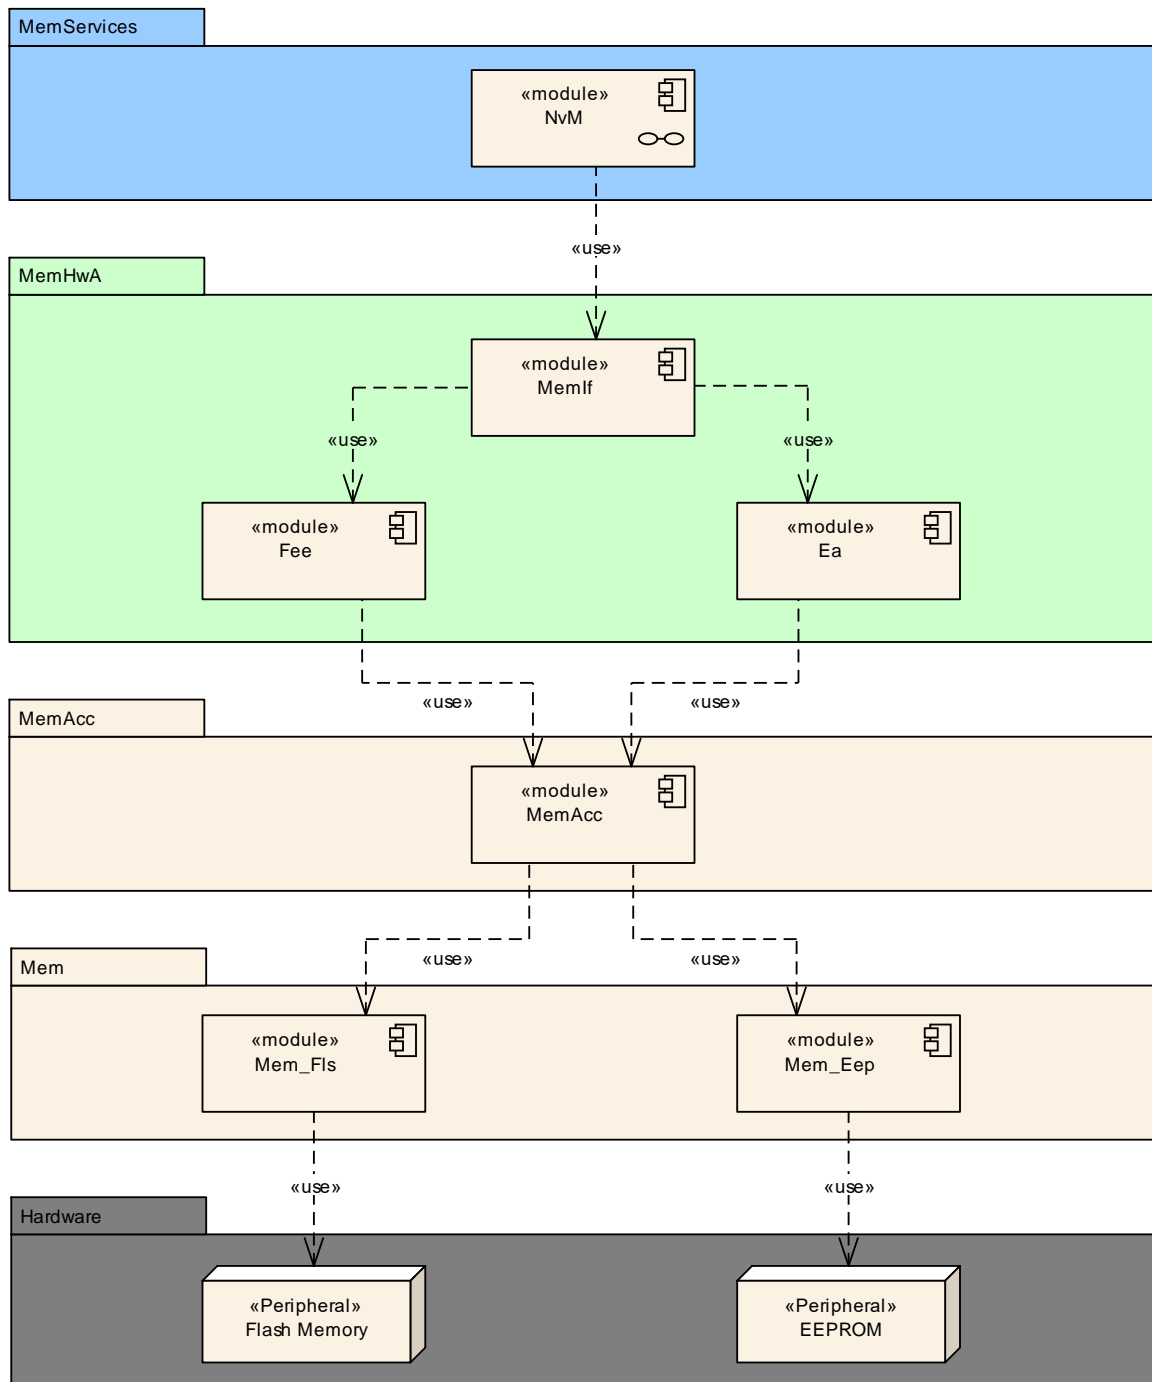 MemServices
«module»
NvM
«use»
MemHwA
«module»
MemIf
«use»
«use»
«module»
Fee
«module»
Ea
«use»
«use»
MemAcc
«module»
MemAcc
«use»
«use»
Mem
«module»
Mem_Fls
«module»
Mem_Eep
«use»
«use»
Hardware
«Peripheral»
Flash Memory
«Peripheral»
EEPROM